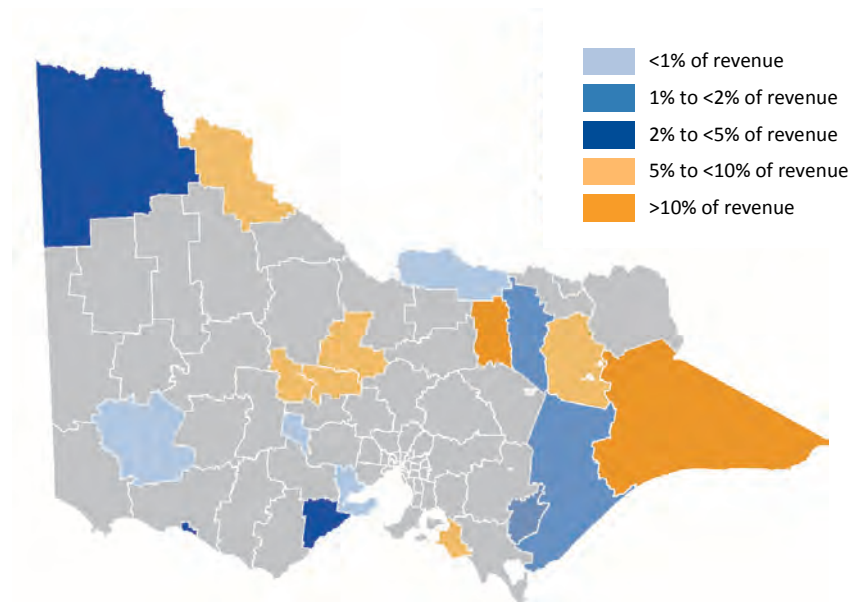 <1% of revenue
1% to <2% of revenue
2% to <5% of revenue
5% to <10% of revenue
>10% of revenue